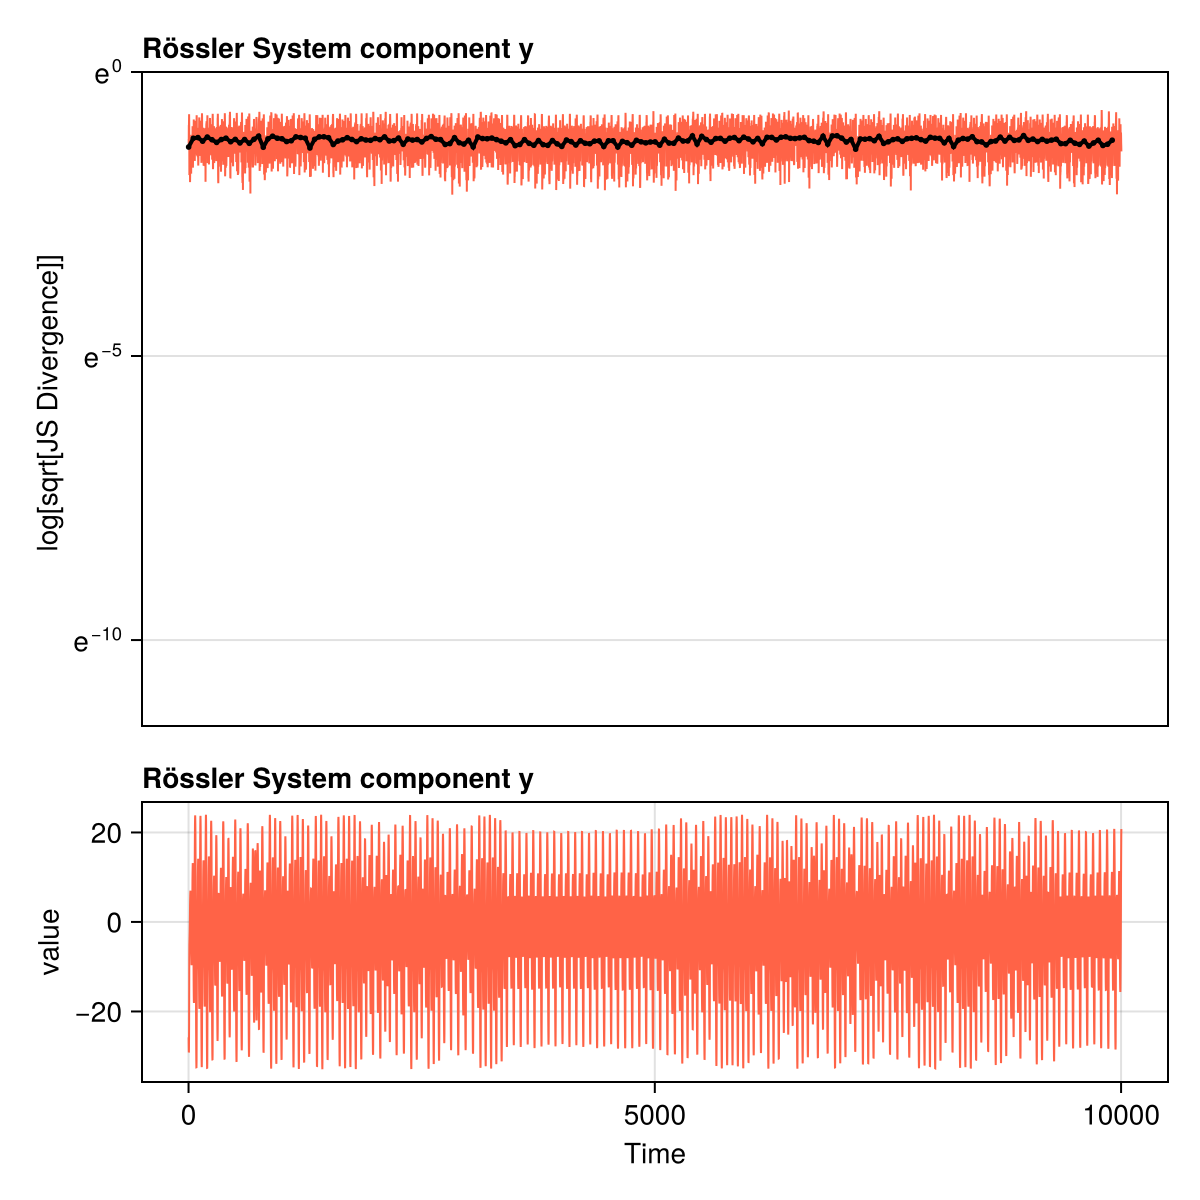 Rössler System component y
e⁰
e⁻⁵
e⁻¹⁰
log[sqrt[JS Divergence]]
Rössler System component y
20
0
−20
value
0 5000 10000
Time